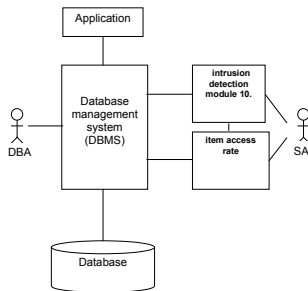 Application
Database
management
system
(DBMS)
intrusion
detection
module 10.
item access
rate
DBA
SA
Database